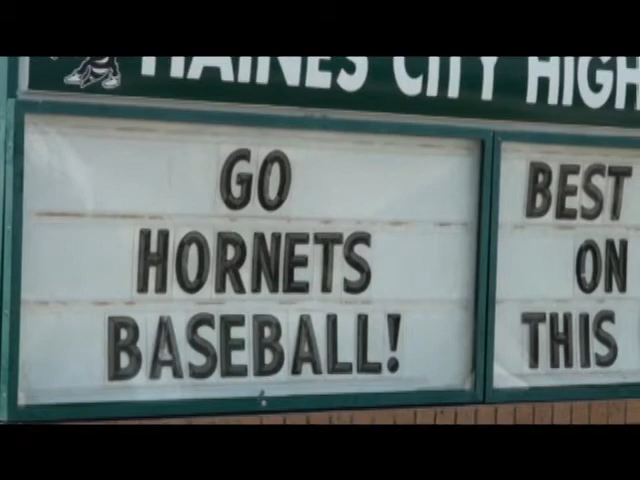 HAINES CITY HIGH
GO
HORNETS
BASEBALL!
BEST
ON
THIS